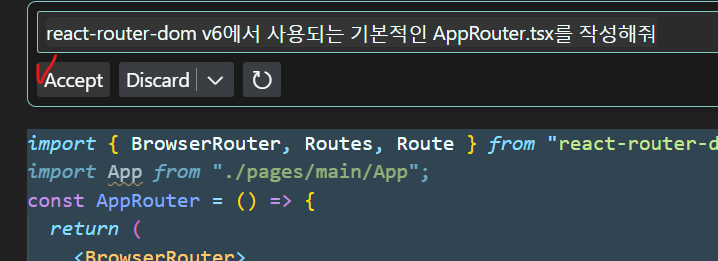 react-router-dom v6에서 사용되는 기본적인 AppRouter.tsx를 작성해줘
Accept Discard
import { BrowserRouter, Routes, Route } from "react-router-d
import App from "./pages/main/App";
const AppRouter = () => {
return (
<BrowserRouter>